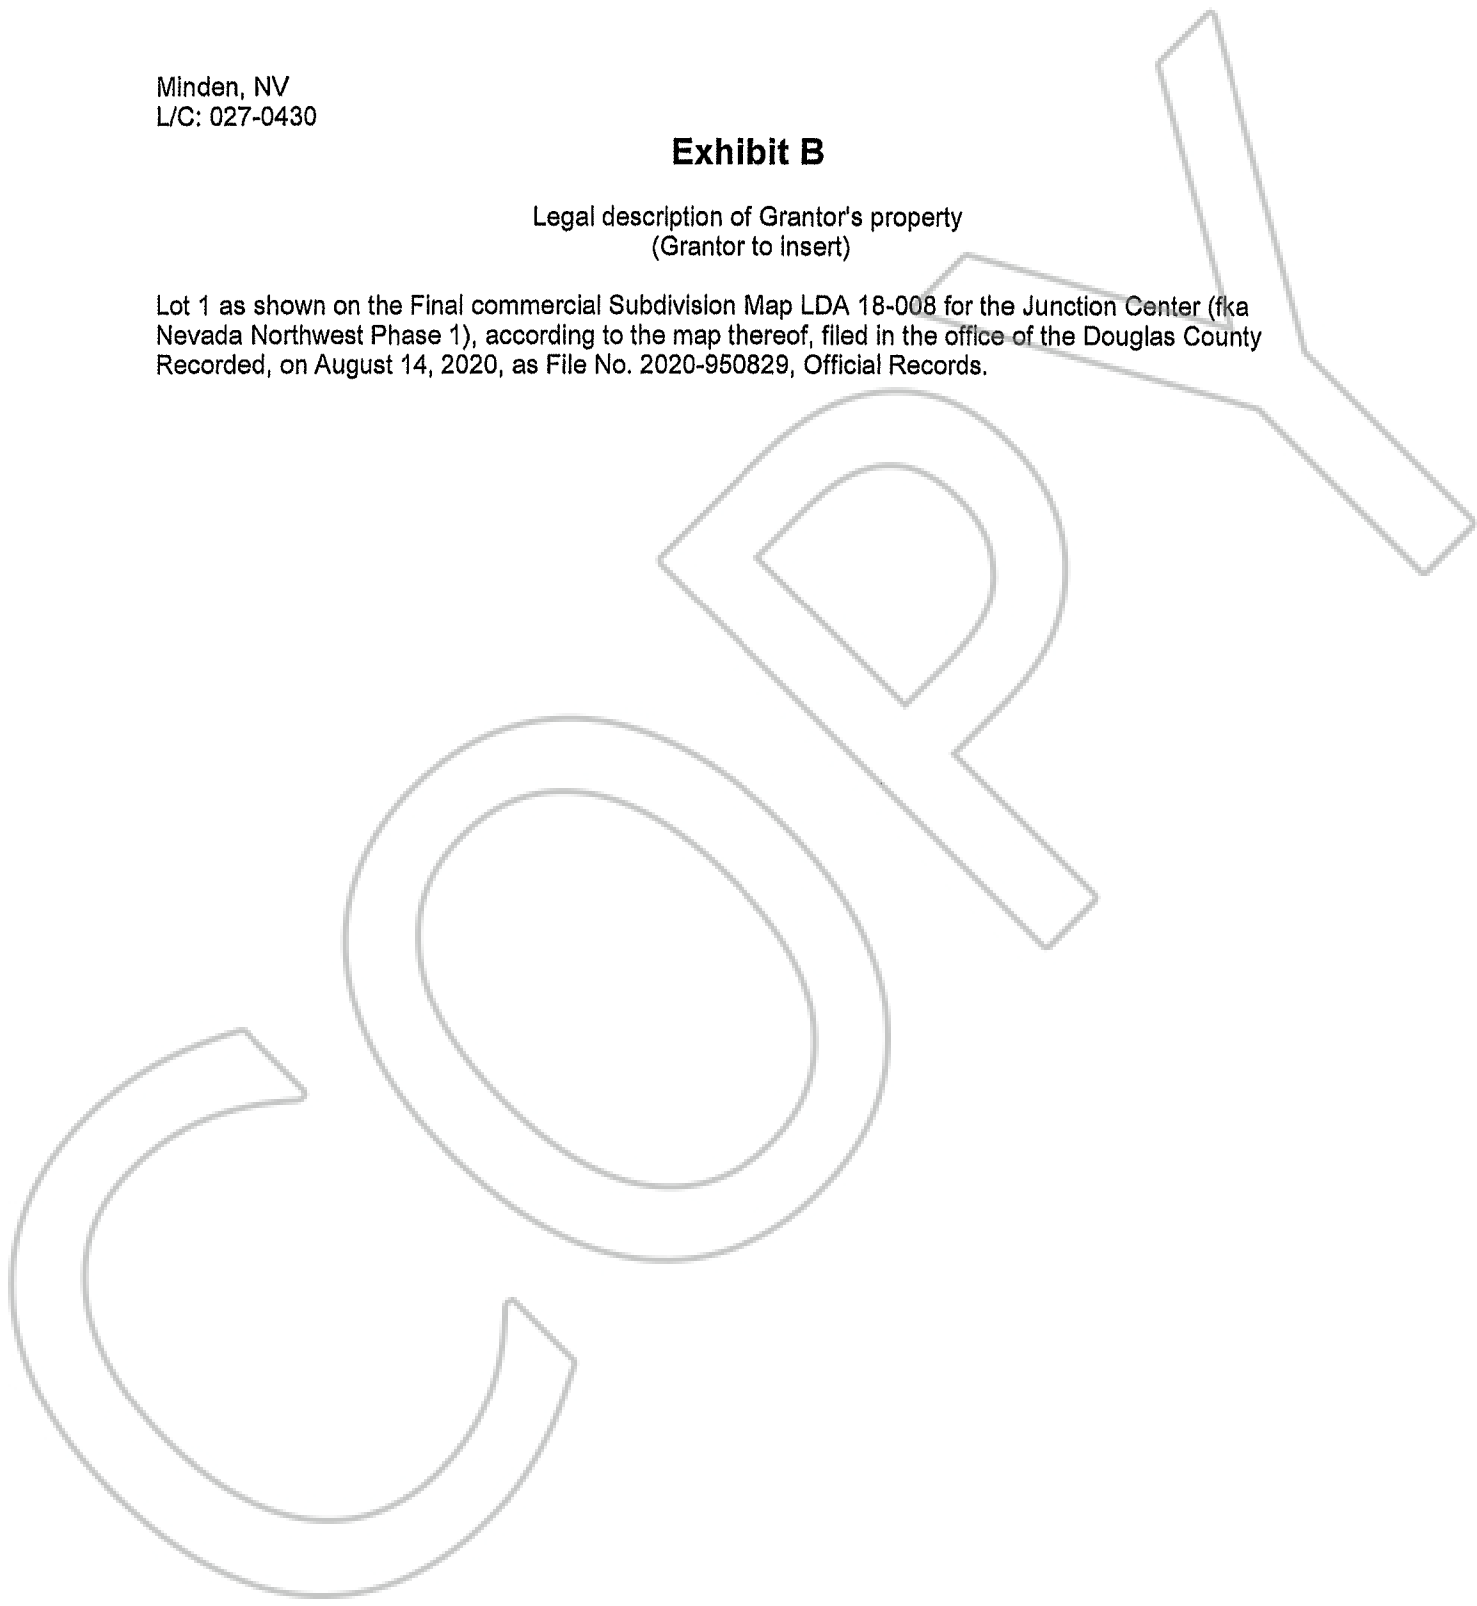 Minden, NV
L/C: 027-0430
Exhibit B
Legal description of Grantor's property
(Grantor to insert)
Lot 1 as shown on the Final commercial Subdivision Map LDA 18-008 for the Junction Center (fka
Nevada Northwest Phase 1), according to the map thereof, filed in the office of the Douglas County
Recorded, on August 14, 2020, as File No. 2020-950829, Official Records.
COPY